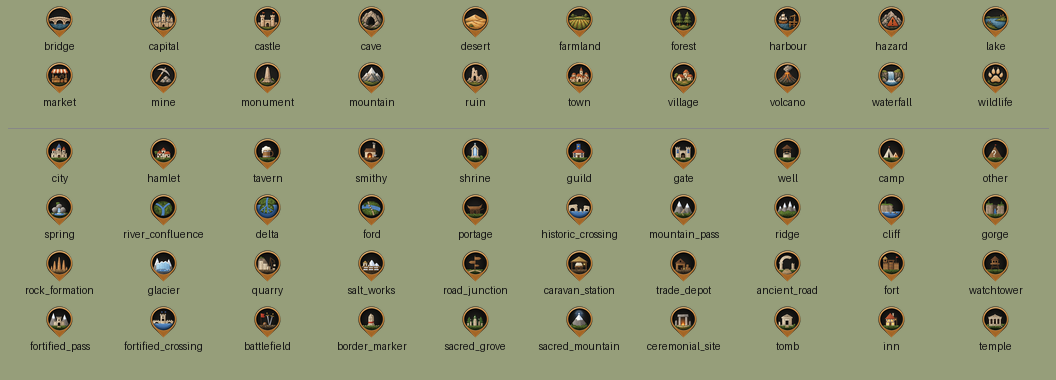 bridge capital castle cave desert farmland forest harbour hazard lake
market mine monument mountain ruin town village volcano waterfall wildlife
city hamlet tavern smithy shrine guild gate well camp other
spring river_confluence delta ford portage historic_crossing mountain_pass ridge cliff gorge
rock_formation glacier quarry salt_works road_junction caravan_station trade_depot ancient_road fort watchtower
fortified_pass fortified_crossing battlefield border_marker sacred_grove sacred_mountain ceremonial_site tomb inn temple